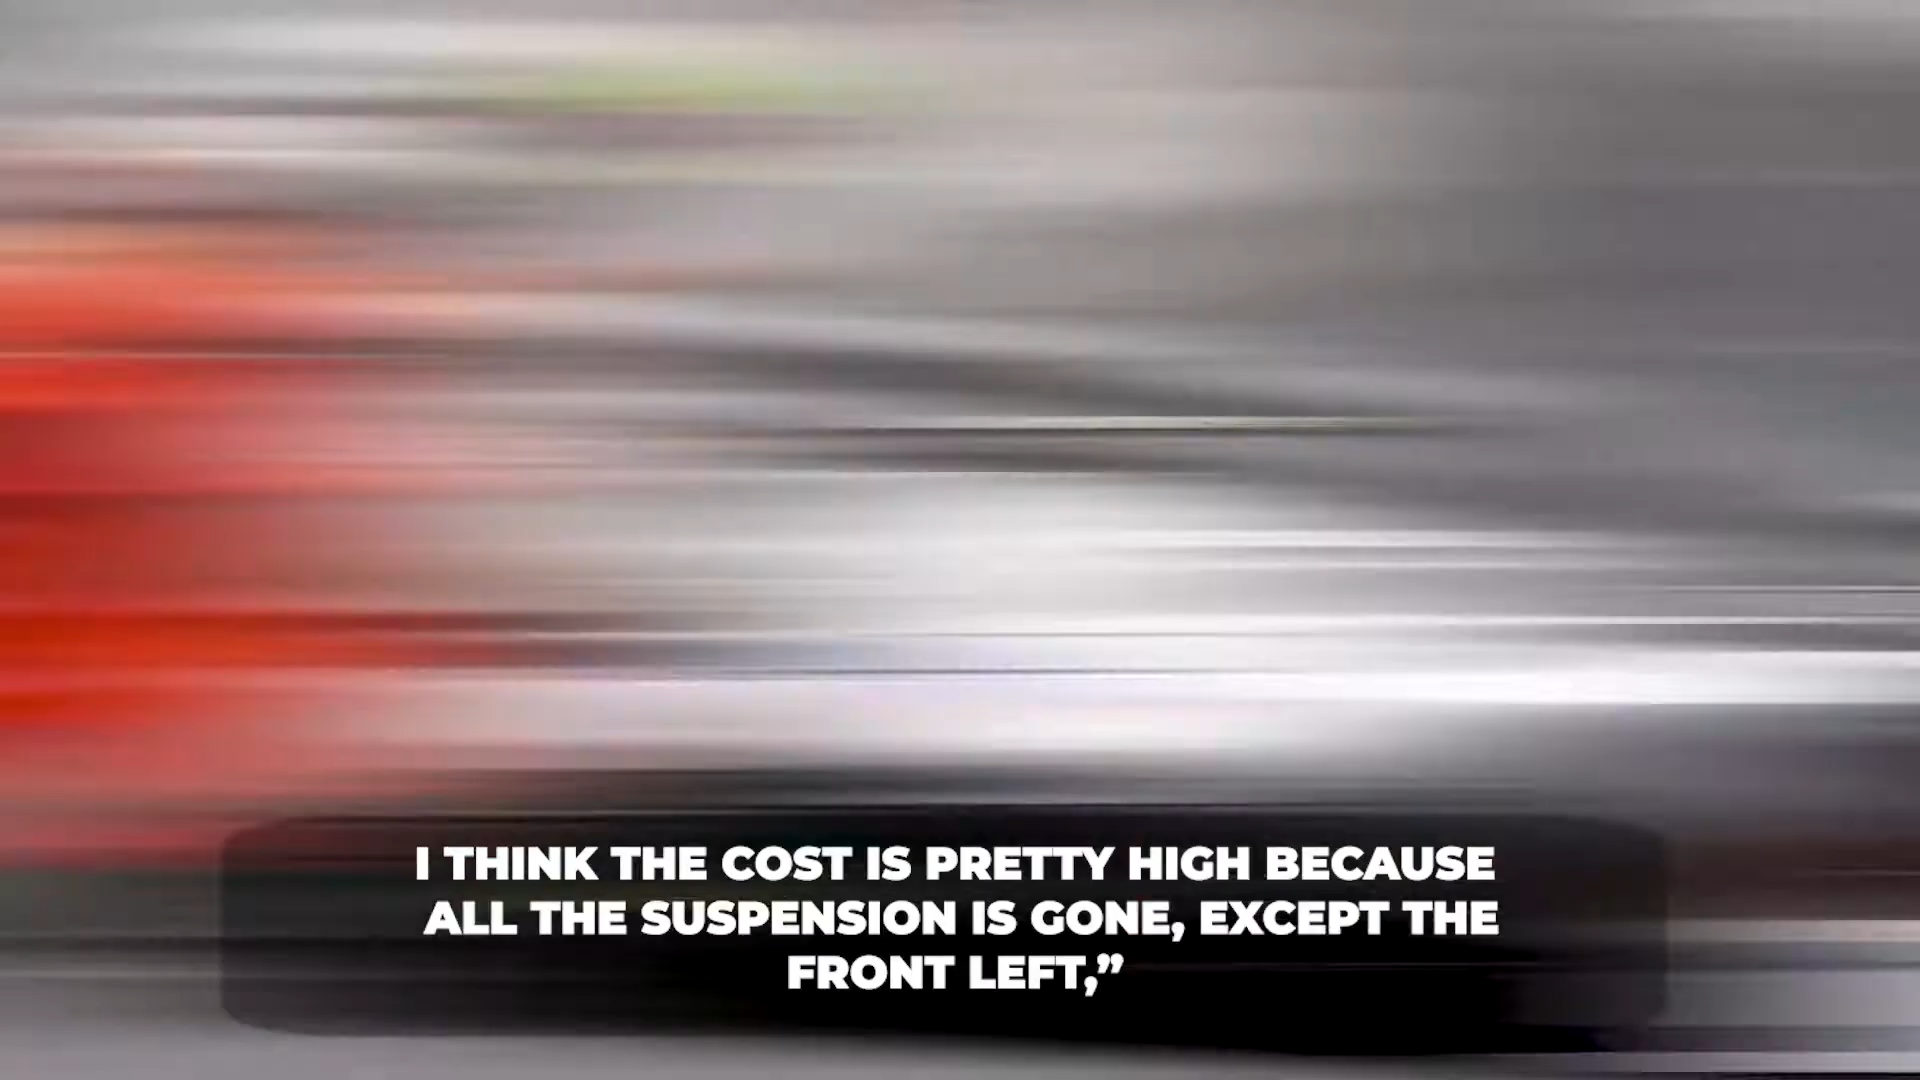 I THINK THE COST IS PRETTY HIGH BECAUSE
ALL THE SUSPENSION IS GONE, EXCEPT THE
FRONT LEFT,”